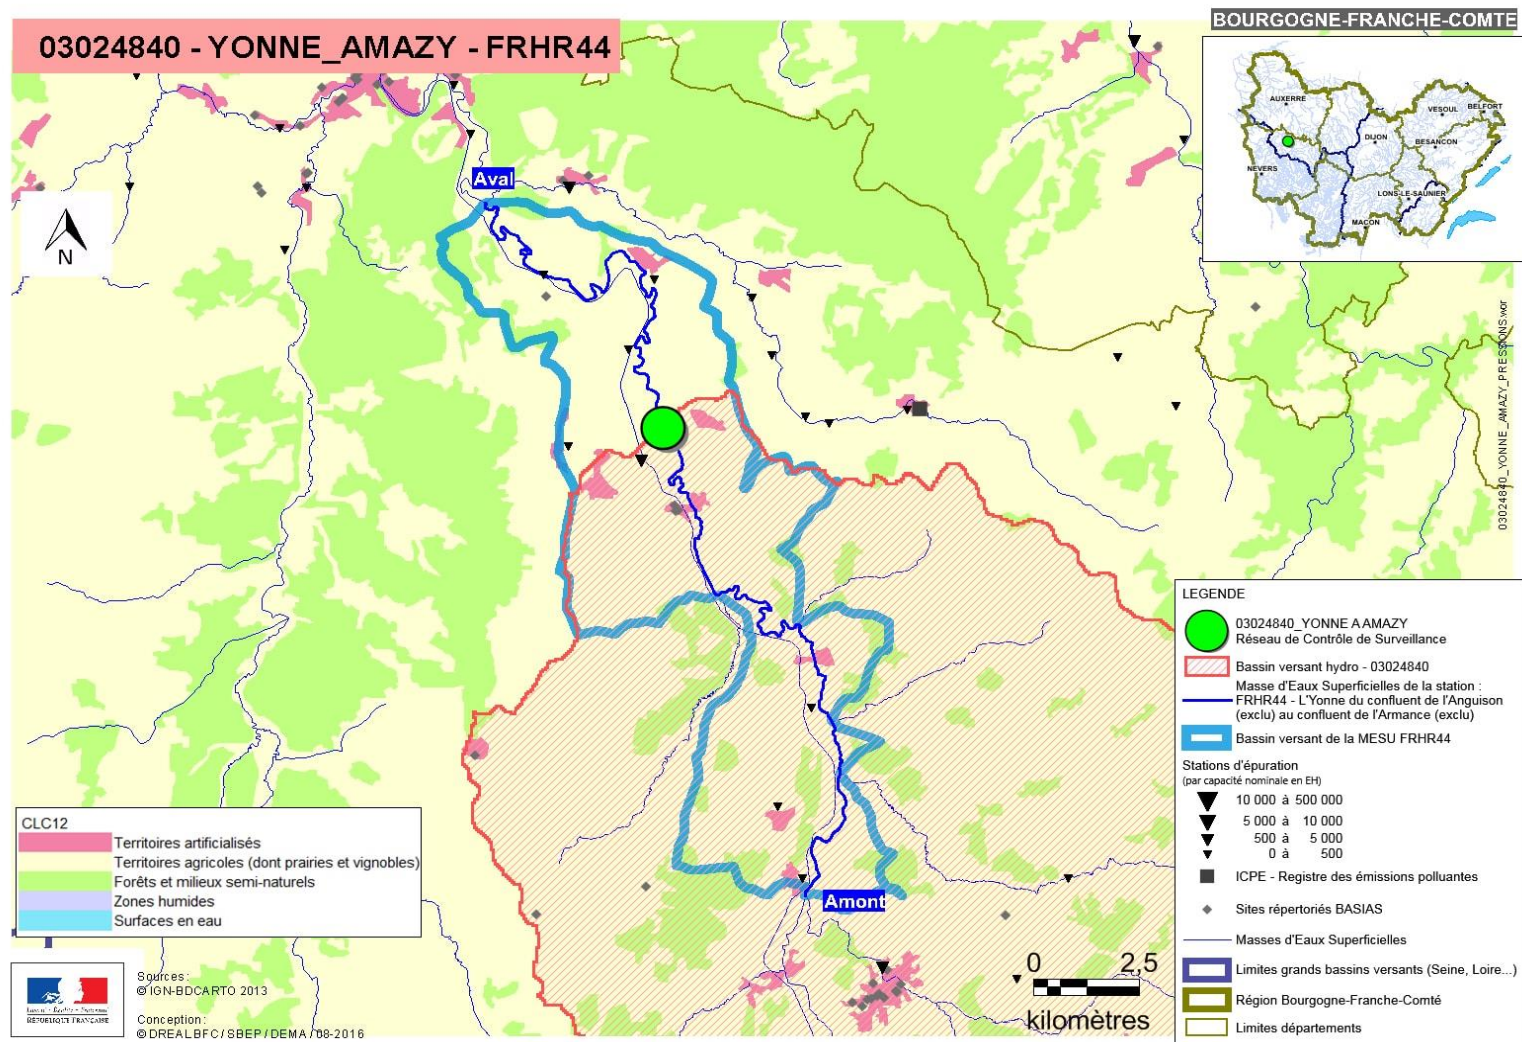 BOURGOGNE-FRANCHE-COMTE
03024840 - YONNE_AMAZY - FRHR44
AUXERRE
VESOUL
BELFORT
DIJON
BESANCON
NEVERS
LONS-LE-SAUNIER
MACON
Aval
N
03024840_YONNE_AMAZY_PRESSIONS.wor
Amont
0 2,5
kilomètres
LEGENDE
03024840_YONNE A AMAZY
Réseau de Contrôle de Surveillance
Bassin versant hydro - 03024840
Masse d'Eaux Superficielles de la station :
FRHR44 - L'Yonne du confluent de l'Anguison
(exclu) au confluent de l'Armance (exclu)
Bassin versant de la MESU FRHR44
Stations d'épuration
(par capacité nominale en EH)
10 000 à 500 000
5 000 à 10 000
500 à 5 000
0 à 500
ICPE - Registre des émissions polluantes
Sites répertoriés BASIAS
Masses d'Eaux Superficielles
Limites grands bassins versants (Seine, Loire...)
Région Bourgogne-Franche-Comté
Limites départements
CLC12
Territoires artificialisés
Territoires agricoles (dont prairies et vignobles)
Forêts et milieux semi-naturels
Zones humides
Surfaces en eau
Liberté • Égalité • Fraternité
RÉPUBLIQUE FRANÇAISE
Sources :
© IGN-BDCARTO 2013
Conception :
© DREAL BFC / SBEP / DEMA / 08-2016